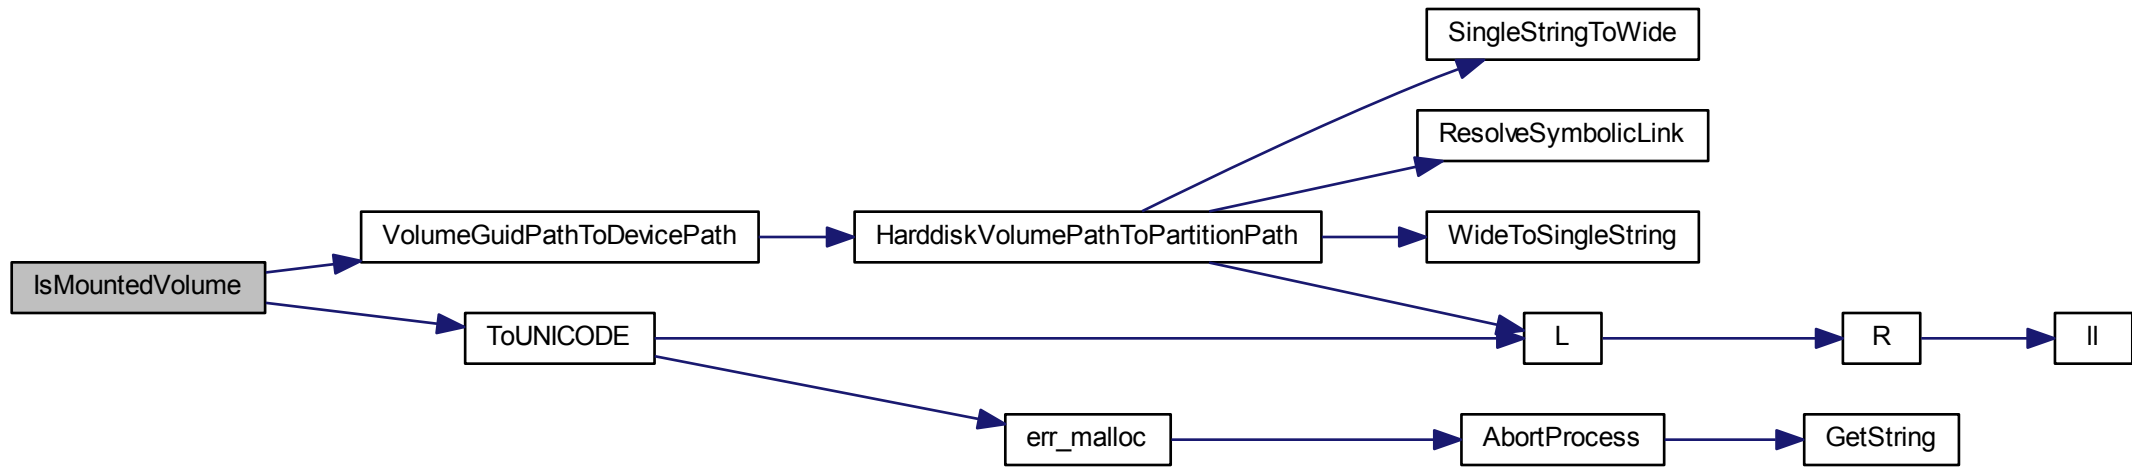 SingleStringToWide
ResolveSymbolicLink
VolumeGuidPathToDevicePath
HarddiskVolumePathToPartitionPath
WideToSingleString
IsMountedVolume
ToUNICODE
L
R
ll
err_malloc
AbortProcess
GetString